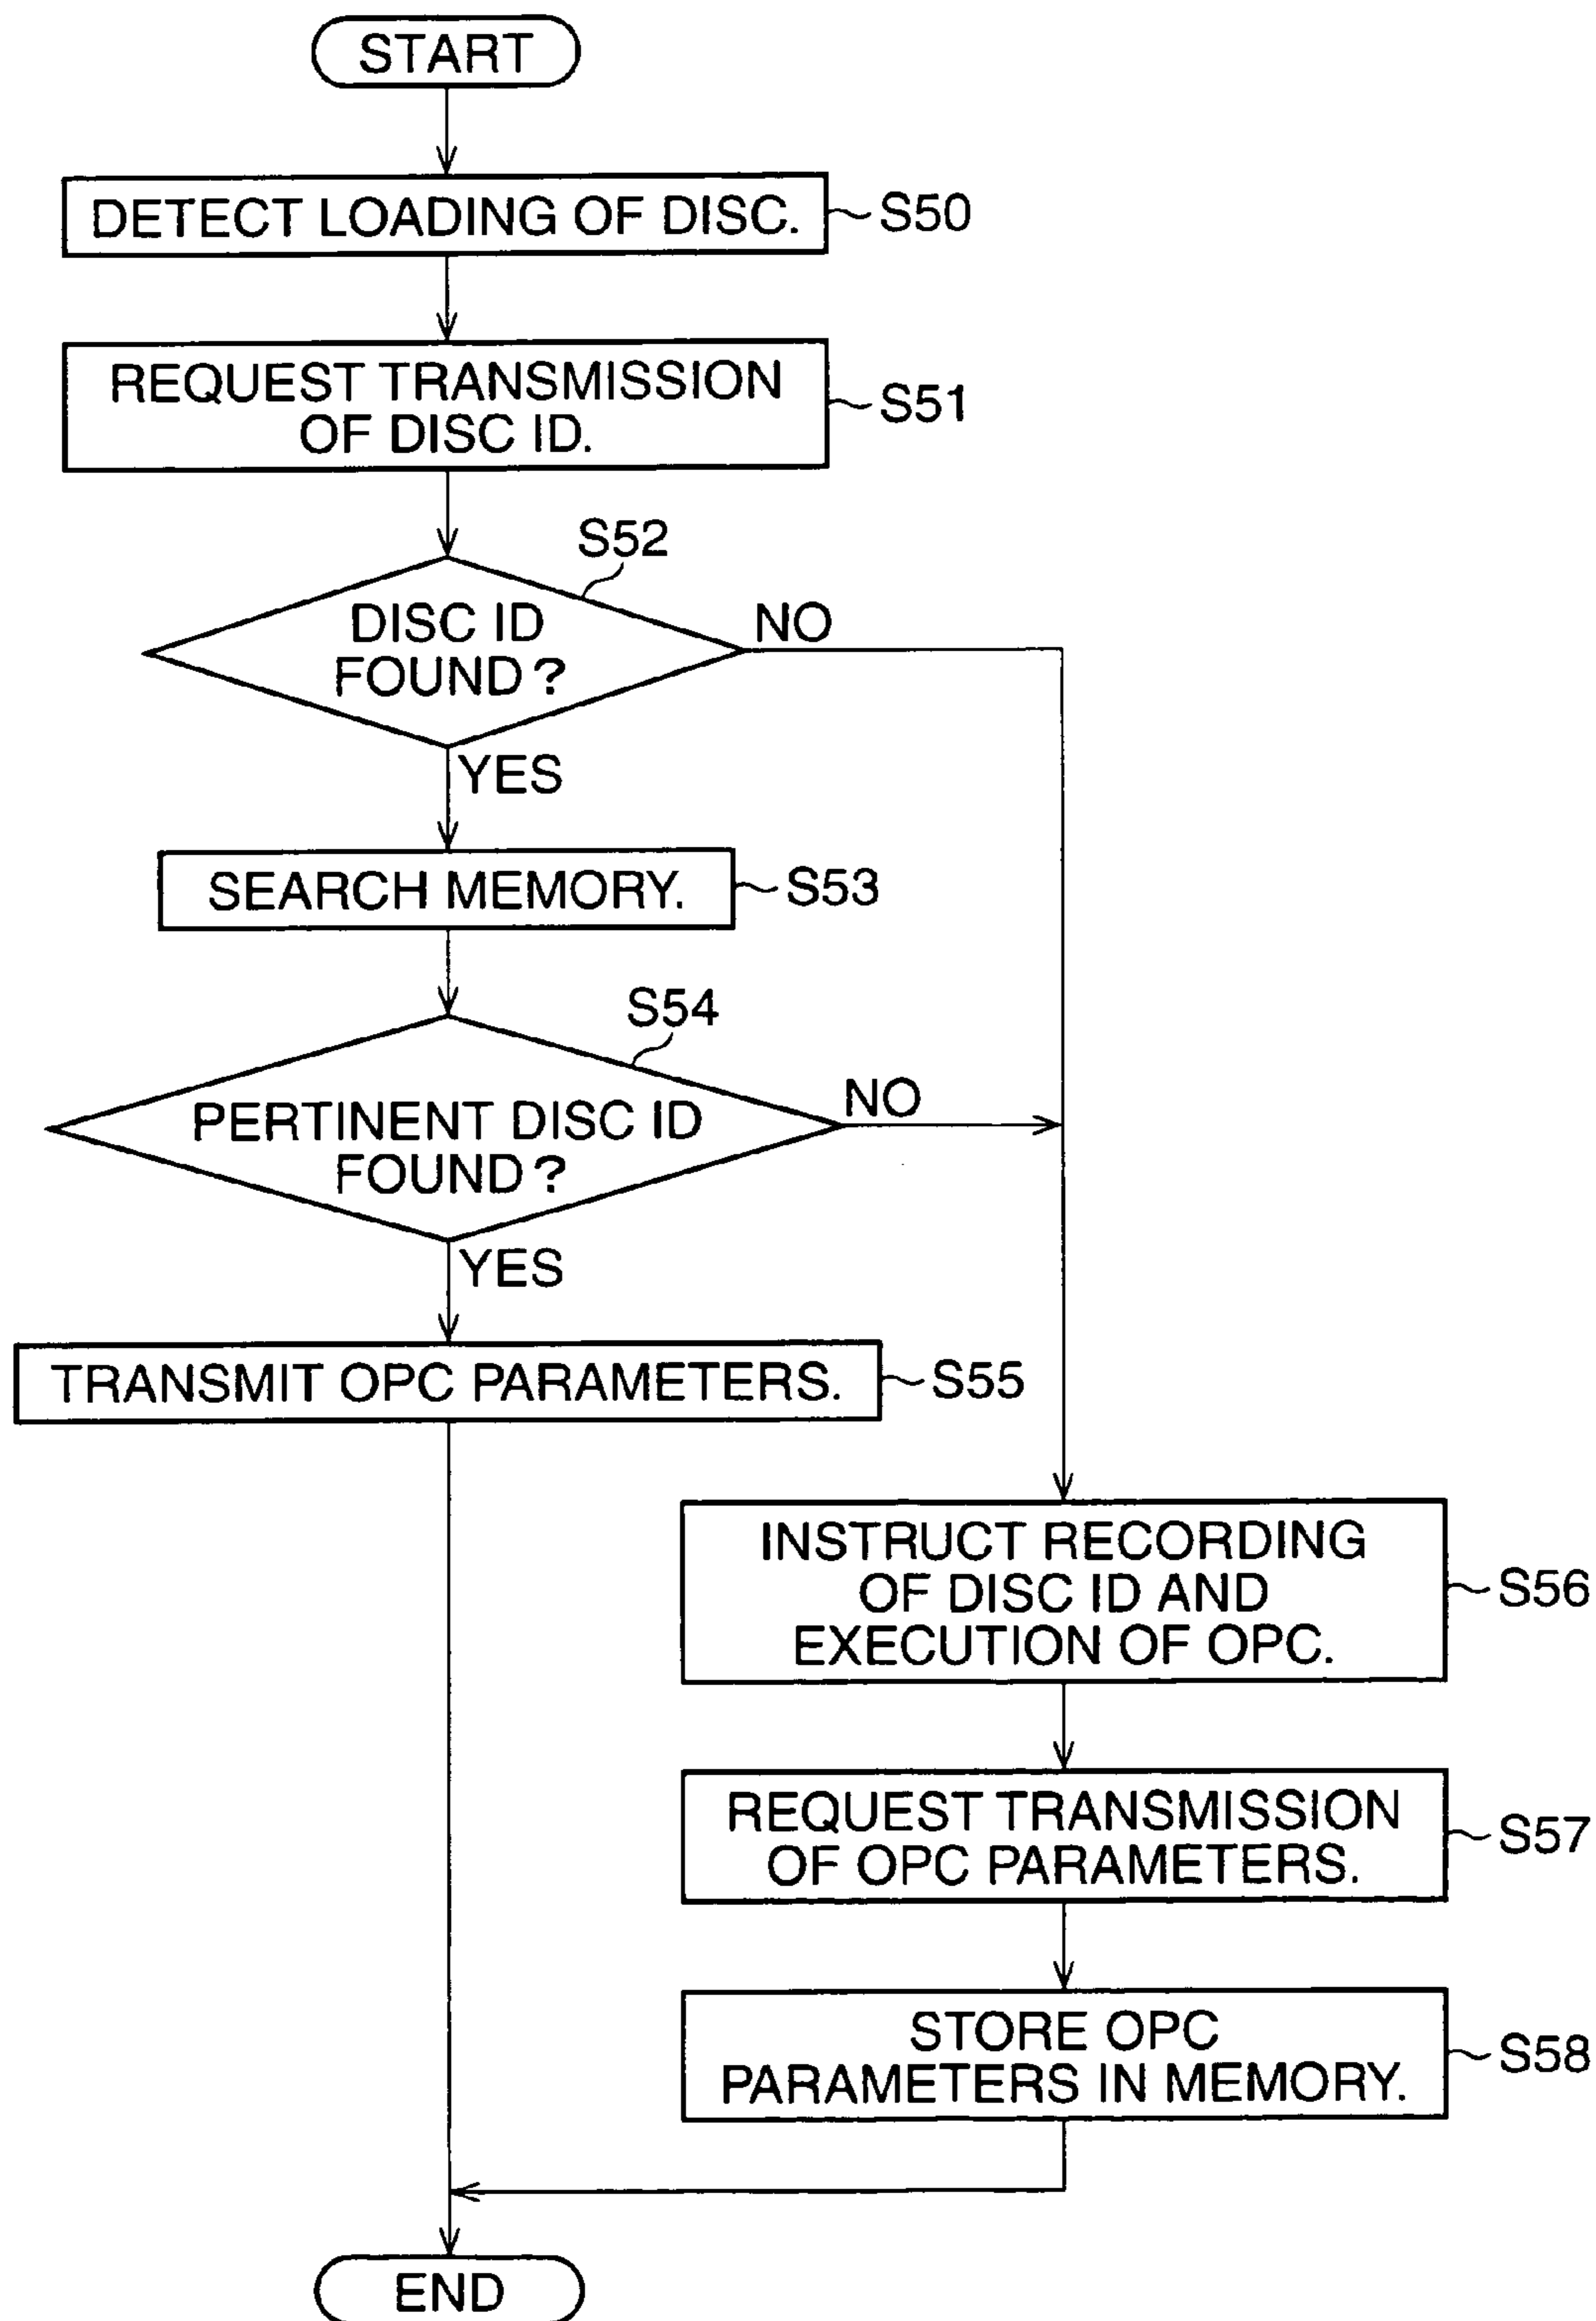 START
DETECT LOADING OF DISC.
S50
REQUEST TRANSMISSION
OF DISC ID.
S51
S52
DISC ID
FOUND?
NO
YES
SEARCH MEMORY.
S53
S54
PERTINENT DISC ID
FOUND?
NO
YES
TRANSMIT OPC PARAMETERS.
S55
INSTRUCT RECORDING
OF DISC ID AND
EXECUTION OF OPC.
S56
REQUEST TRANSMISSION
OF OPC PARAMETERS.
S57
STORE OPC
PARAMETERS IN MEMORY.
S58
END